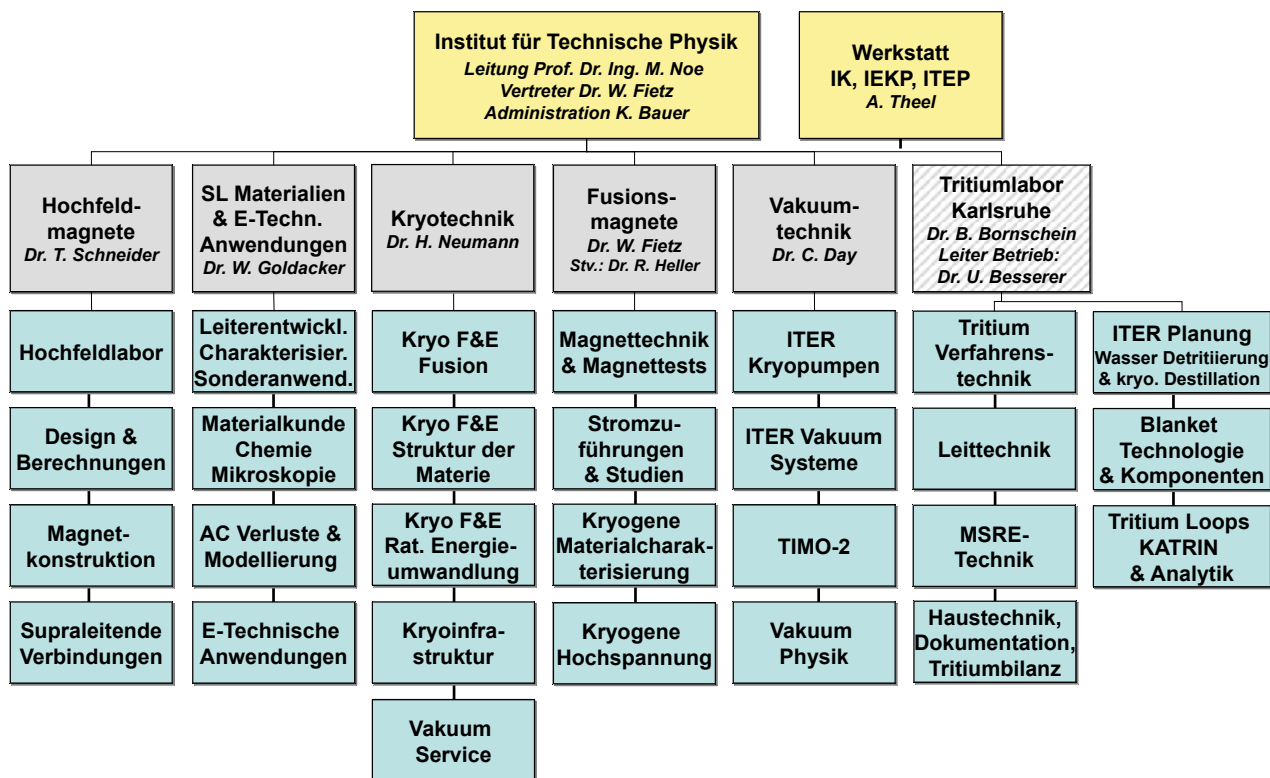 Institut für Technische Physik
Leitung Prof. Dr. Ing. M. Noe
Vertreter Dr. W. Fietz
Administration K. Bauer
Werkstatt
IK, IEKP, ITEP
A. Theel
Hochfeld-
magnete
Dr. T. Schneider
SL Materialien
& E-Techn.
Anwendungen
Dr. W. Goldacker
Kryotechnik
Dr. H. Neumann
Fusions-
magnete
Dr. W. Fietz
Stv.: Dr. R. Heller
Vakuum-
technik
Dr. C. Day
Tritiumlabor
Karlsruhe
Dr. B. Bornschein
Leiter Betrieb:
Dr. U. Besserer
Hochfeldlabor
Leiterentwickl.
Charakterisier.
Sonderanwend.
Kryo F&E
Fusion
Magnettechnik
& Magnettests
ITER
Kryopumpen
Tritium
Verfahrens-
technik
ITER Planung
Wasser Detritiierung
& kryo. Destillation
Design &
Berechnungen
Materialkunde
Chemie
Mikroskopie
Kryo F&E
Struktur der
Materie
Stromzu-
führungen
& Studien
ITER Vakuum
Systeme
Leittechnik
Blanket
Technologie
& Komponenten
Magnet-
konstruktion
AC Verluste &
Modellierung
Kryo F&E
Rat. Energie-
umwandlung
Kryogene
Materialcharak-
terisierung
TIMO-2
MSRE-
Technik
Tritium Loops
KATRIN
& Analytik
Supraleitende
Verbindungen
E-Technische
Anwendungen
Kryoinfra-
struktur
Kryogene
Hochspannung
Vakuum
Physik
Haustechnik,
Dokumentation,
Tritiumbilanz
Vakuum
Service